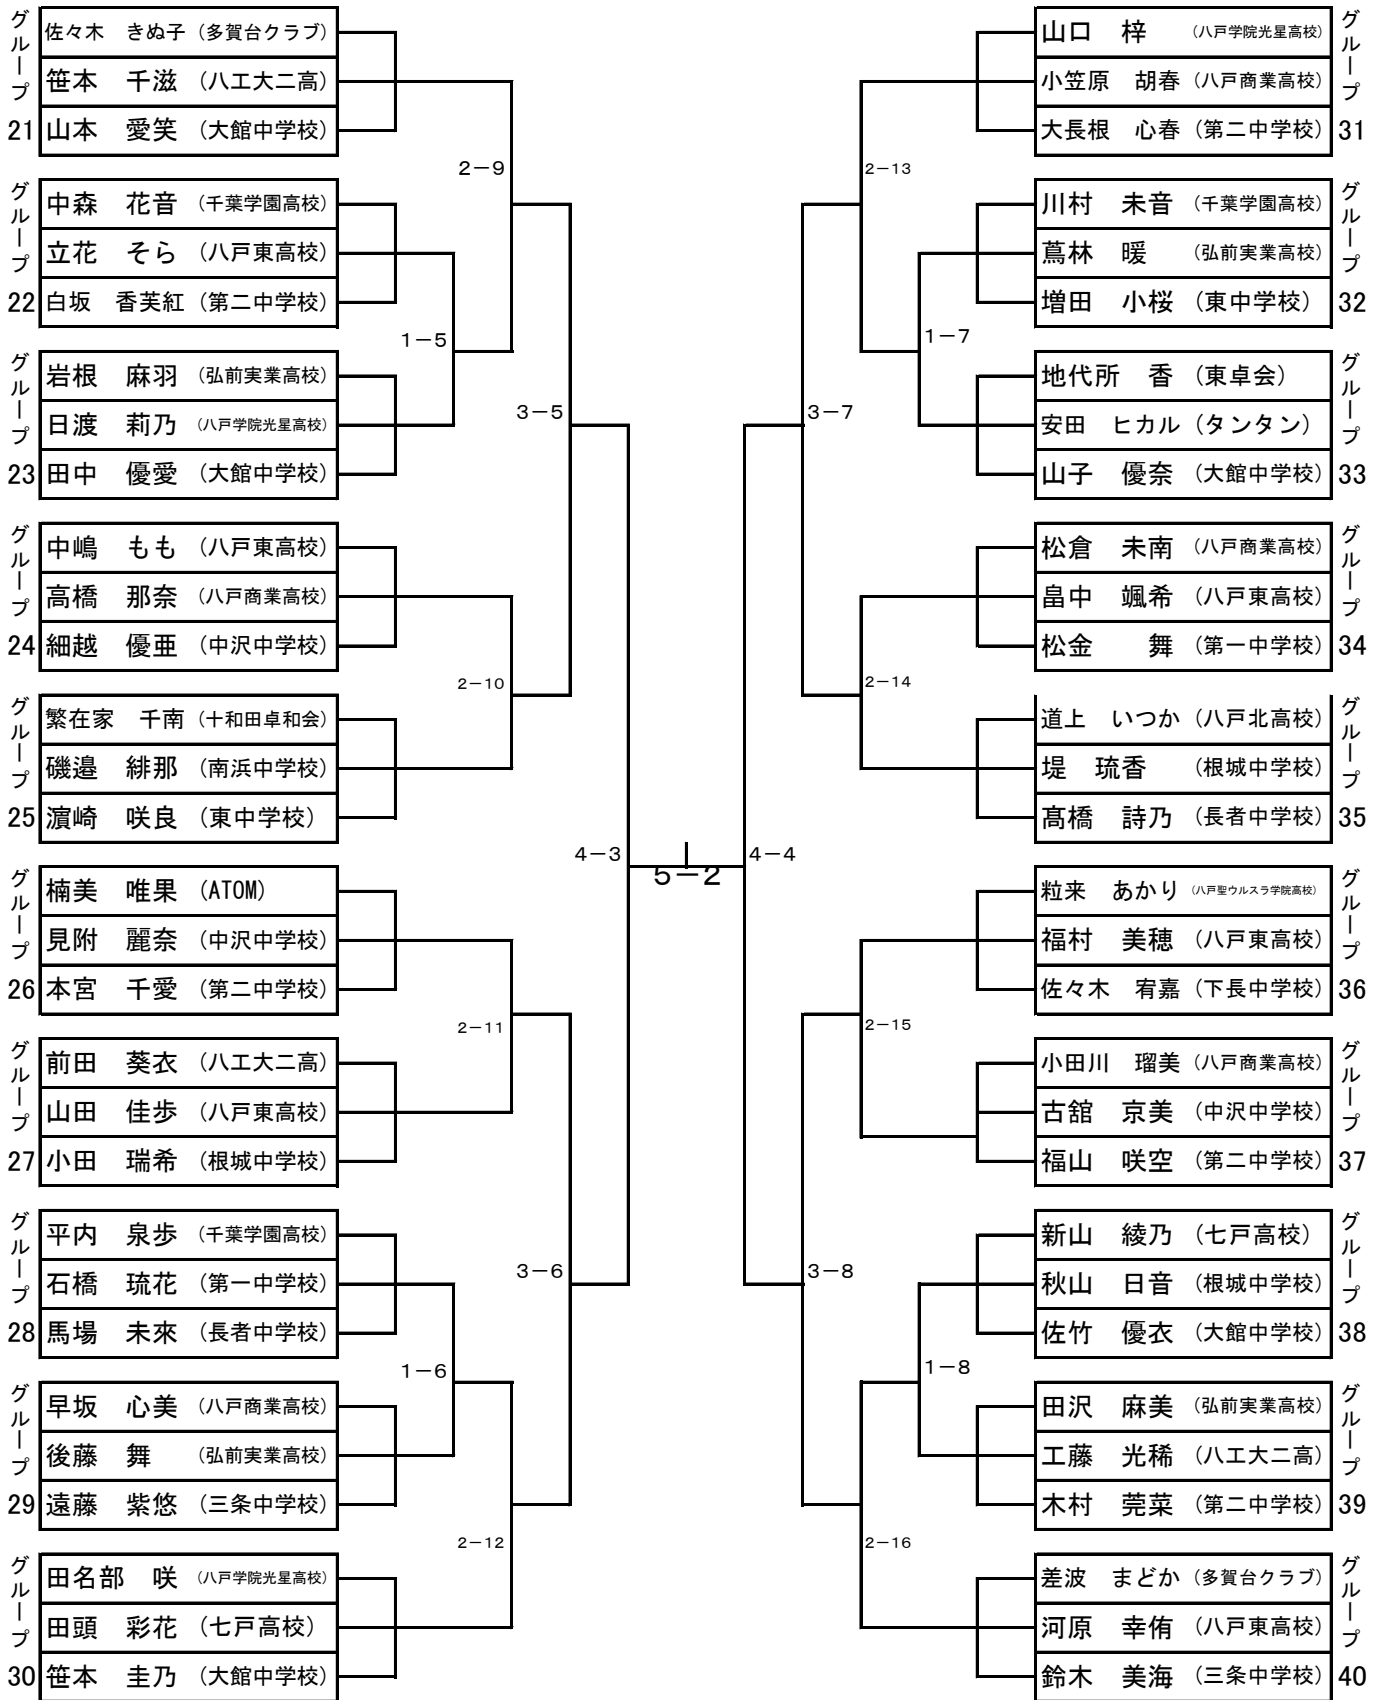 グループ21
佐々木　きぬ子（多賀台クラブ）
笹本　千滋（八工大二高）
山本　愛笑（大館中学校）
グループ22
中森　花音（千葉学園高校）
立花　そら（八戸東高校）
白坂　香芙紅（第二中学校）
グループ23
岩根　麻羽（弘前実業高校）
日渡　莉乃（八戸学院光星高校）
田中　優愛（大館中学校）
グループ24
中嶋　もも（八戸東高校）
高橋　那奈（八戸商業高校）
細越　優亜（中沢中学校）
グループ25
繁在家　千南（十和田卓和会）
磯邉　緋那（南浜中学校）
濵崎　咲良（東中学校）
グループ26
楠美　唯果（ATOM）
見附　麗奈（中沢中学校）
本宮　千愛（第二中学校）
グループ27
前田　葵衣（八工大二高）
山田　佳歩（八戸東高校）
小田　瑞希（根城中学校）
グループ28
平内　泉歩（千葉学園高校）
石橋　琉花（第一中学校）
馬場　未來（長者中学校）
グループ29
早坂　心美（八戸商業高校）
後藤　舞（弘前実業高校）
遠藤　紫悠（三条中学校）
グループ30
田名部　咲（八戸学院光星高校）
田頭　彩花（七戸高校）
笹本　圭乃（大館中学校）
2－9
1－5
3－5
2－10
4－3
2－11
3－6
1－6
2－12
5－2
2－13
1－7
3－7
2－14
4－4
2－15
3－8
1－8
2－16
グループ31
山口　梓（八戸学院光星高校）
小笠原　胡春（八戸商業高校）
大長根　心春（第二中学校）
グループ32
川村　未音（千葉学園高校）
蔦林　暖（弘前実業高校）
増田　小桜（東中学校）
グループ33
地代所　香（東卓会）
安田　ヒカル（タンタン）
山子　優奈（大館中学校）
グループ34
松倉　未南（八戸商業高校）
畠中　颯希（八戸東高校）
松金　舞（第一中学校）
グループ35
道上　いつか（八戸北高校）
堤　琉香（根城中学校）
髙橋　詩乃（長者中学校）
グループ36
粒来　あかり（八戸聖ウルスラ学院高校）
福村　美穂（八戸東高校）
佐々木　宥嘉（下長中学校）
グループ37
小田川　瑠美（八戸商業高校）
古舘　京美（中沢中学校）
福山　咲空（第二中学校）
グループ38
新山　綾乃（七戸高校）
秋山　日音（根城中学校）
佐竹　優衣（大館中学校）
グループ39
田沢　麻美（弘前実業高校）
工藤　光稀（八工大二高）
木村　莞菜（第二中学校）
グループ40
差波　まどか（多賀台クラブ）
河原　幸侑（八戸東高校）
鈴木　美海（三条中学校）